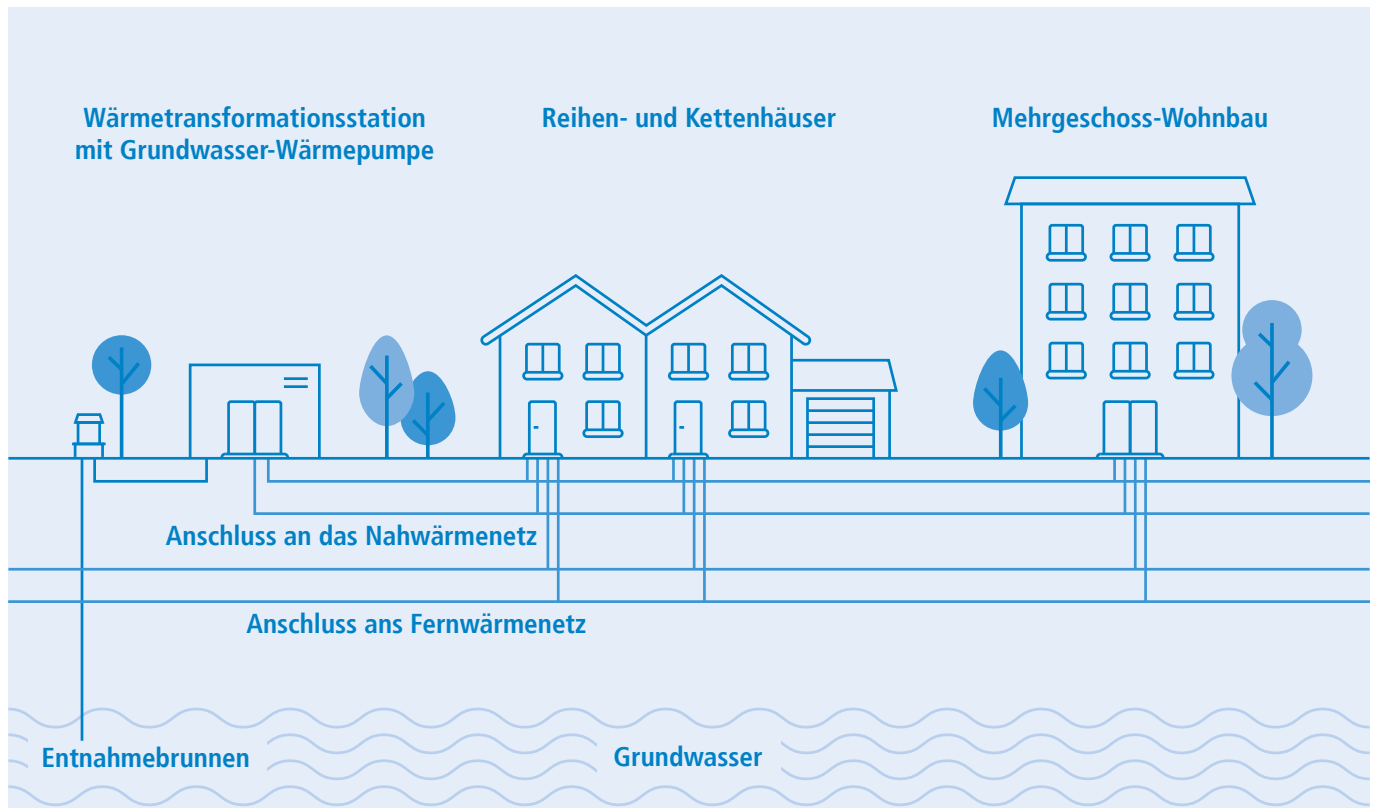 Wärmetransformationsstation
mit Grundwasser-Wärmepumpe
Reihen- und Kettenhäuser
Mehrgeschoss-Wohnbau
Anschluss an das Nahwärmenetz
Anschluss ans Fernwärmenetz
Entnahmebrunnen
Grundwasser